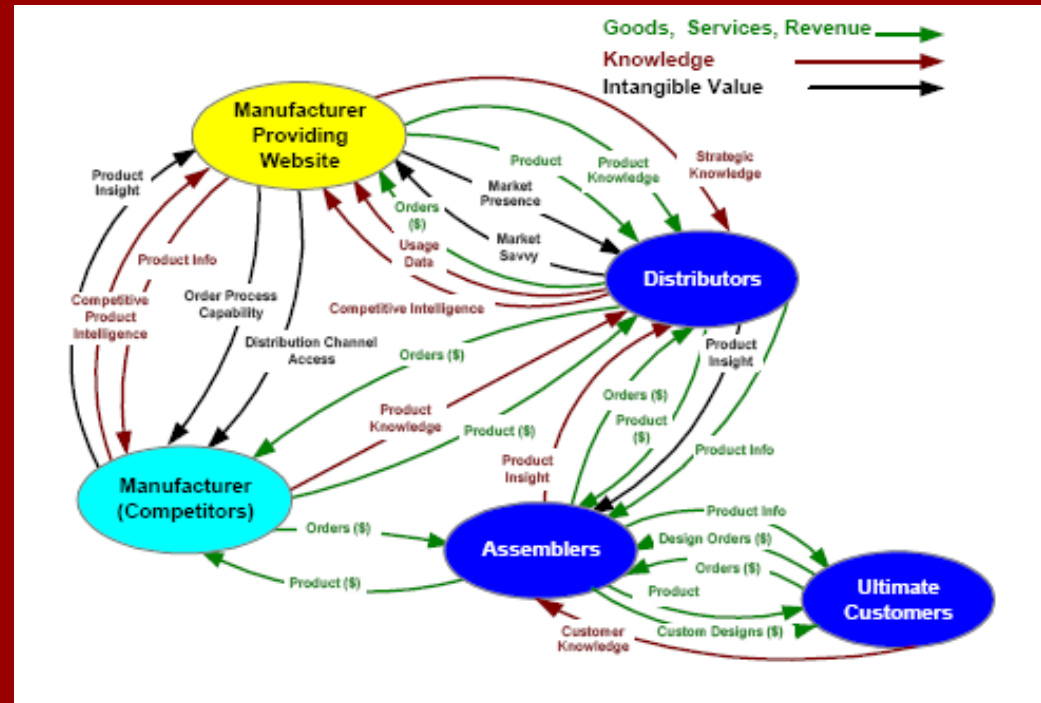 Goods, Services, Revenue
Knowledge
Intangible Value
Manufacturer
Providing
Website
Product
Insight
Product
Product
Knowledge
Strategic
Knowledge
Market
Presence
Orders
($)
Market
Savvy
Usage
Data
Distributors
Product Info
Competitive
Product
Intelligence
Order Process
Capability
Competitive Intelligence
Distribution Channel
Access
Orders ($)
Product
Insight
Orders ($)
Product
($)
Product
Knowledge
Product ($)
Product
Insight
Product Info
Manufacturer
(Competitors)
Orders ($)
Product ($)
Assemblers
Product Info
Design Orders ($)
Orders ($)
Product
Custom Designs ($)
Ultimate
Customers
Customer
Knowledge